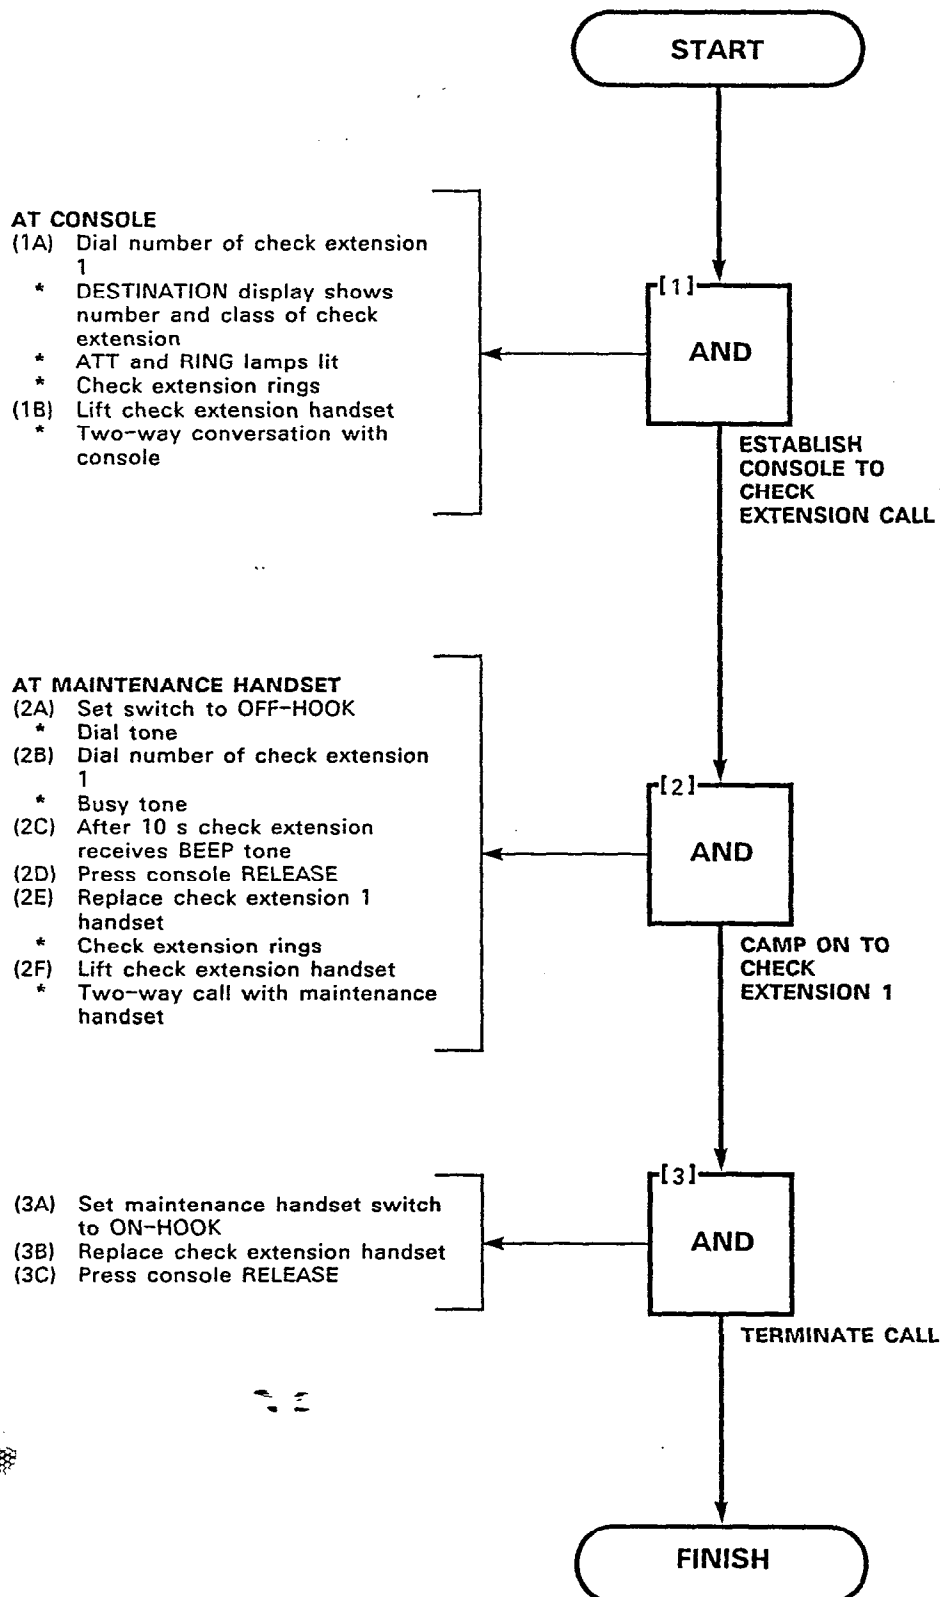 START
AT CONSOLE
(1A) Dial number of check extension
1
* DESTINATION display shows
number and class of check
extension
* ATT and RING lamps lit
* Check extension rings
(1B) Lift check extension handset
* Two-way conversation with
console
[1]
AND
ESTABLISH
CONSOLE TO
CHECK
EXTENSION CALL
AT MAINTENANCE HANDSET
(2A) Set switch to OFF-HOOK
* Dial tone
(2B) Dial number of check extension
1
* Busy tone
(2C) After 10 s check extension
receives BEEP tone
(2D) Press console RELEASE
(2E) Replace check extension 1
handset
* Check extension rings
(2F) Lift check extension handset
* Two-way call with maintenance
handset
[2]
AND
CAMP ON TO
CHECK
EXTENSION 1
(3A) Set maintenance handset switch
to ON-HOOK
(3B) Replace check extension handset
(3C) Press console RELEASE
[3]
AND
TERMINATE CALL
FINISH